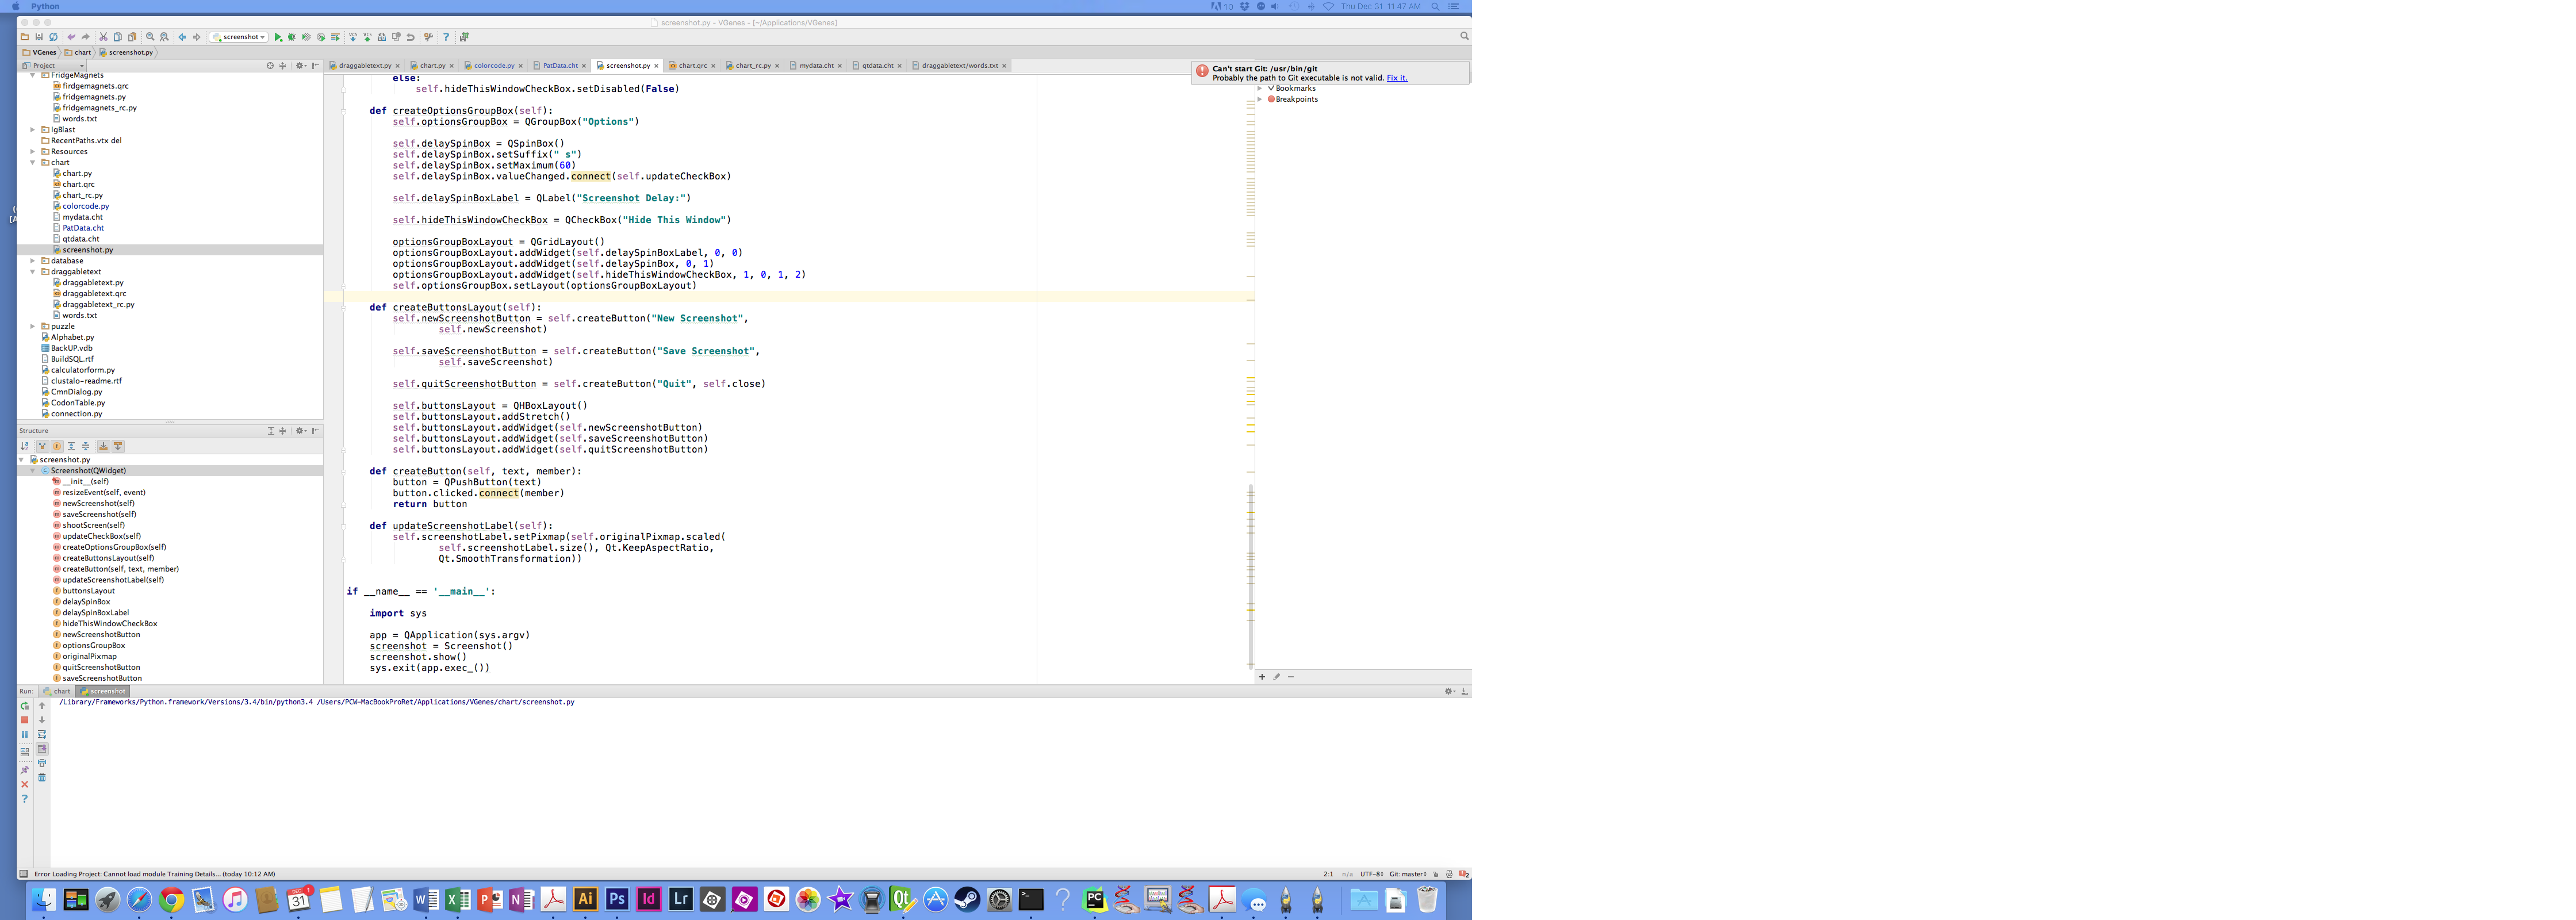 Python
10
Thu Dec 31 11:47 AM
screenshot.py - VGenes - [~/Applications/VGenes]
screenshot
VGenes
chart
screenshot.py
Project
draggabletext.py
chart.py
colorcode.py
PatData.cht
screenshot.py
chart.qrc
chart_rc.py
mydata.cht
qtdata.cht
draggabletext/words.txt
Can't start Git: /usr/bin/git
Probably the path to Git executable is not valid. Fix it.
Bookmarks
Breakpoints
FridgeMagnets
firdgemagnets.qrc
fridgemagnets.py
fridgemagnets_rc.py
words.txt
IgBlast
RecentPaths.vtx del
Resources
chart
chart.py
chart.qrc
chart_rc.py
colorcode.py
mydata.cht
PatData.cht
qtdata.cht
screenshot.py
database
draggabletext
draggabletext.py
draggabletext.qrc
draggabletext_rc.py
words.txt
puzzle
Alphabet.py
BackUP.vdb
BuildSQL.rtf
calculatorform.py
clustalo-readme.rtf
CmnDialog.py
CodonTable.py
connection.py
else:
self.hideThisWindowCheckBox.setDisabled(False)
def createOptionsGroupBox(self):
self.optionsGroupBox = QGroupBox("Options")
self.delaySpinBox = QSpinBox()
self.delaySpinBox.setSuffix(" s")
self.delaySpinBox.setMaximum(60)
self.delaySpinBox.valueChanged.connect(self.updateCheckBox)
self.delaySpinBoxLabel = QLabel("Screenshot Delay:")
self.hideThisWindowCheckBox = QCheckBox("Hide This Window")
optionsGroupBoxLayout = QGridLayout()
optionsGroupBoxLayout.addWidget(self.delaySpinBoxLabel, 0, 0)
optionsGroupBoxLayout.addWidget(self.delaySpinBox, 0, 1)
optionsGroupBoxLayout.addWidget(self.hideThisWindowCheckBox, 1, 0, 1, 2)
self.optionsGroupBox.setLayout(optionsGroupBoxLayout)
def createButtonsLayout(self):
self.newScreenshotButton = self.createButton("New Screenshot",
self.newScreenshot)
self.saveScreenshotButton = self.createButton("Save Screenshot",
self.saveScreenshot)
self.quitScreenshotButton = self.createButton("Quit", self.close)
self.buttonsLayout = QHBoxLayout()
self.buttonsLayout.addStretch()
self.buttonsLayout.addWidget(self.newScreenshotButton)
self.buttonsLayout.addWidget(self.saveScreenshotButton)
self.buttonsLayout.addWidget(self.quitScreenshotButton)
def createButton(self, text, member):
button = QPushButton(text)
button.clicked.connect(member)
return button
def updateScreenshotLabel(self):
self.screenshotLabel.setPixmap(self.originalPixmap.scaled(
self.screenshotLabel.size(), Qt.KeepAspectRatio,
Qt.SmoothTransformation))
if __name__ == '__main__':
import sys
app = QApplication(sys.argv)
screenshot = Screenshot()
screenshot.show()
sys.exit(app.exec_())
Structure
screenshot.py
Screenshot(QWidget)
__init__(self)
resizeEvent(self, event)
newScreenshot(self)
saveScreenshot(self)
shootScreen(self)
updateCheckBox(self)
createOptionsGroupBox(self)
createButtonsLayout(self)
createButton(self, text, member)
updateScreenshotLabel(self)
buttonsLayout
delaySpinBox
delaySpinBoxLabel
hideThisWindowCheckBox
newScreenshotButton
optionsGroupBox
originalPixmap
quitScreenshotButton
saveScreenshotButton
Run: chart screenshot
/Library/Frameworks/Python.framework/Versions/3.4/bin/python3.4 /Users/PCW-MacBookProRet/Applications/VGenes/chart/screenshot.py
Error Loading Project: Cannot load module Training Details... (today 10:12 AM)
2:1 n/a UTF-8 Git: master
31
W
X
P
N
Ai
Ps
Id
Lr
Qt
PC